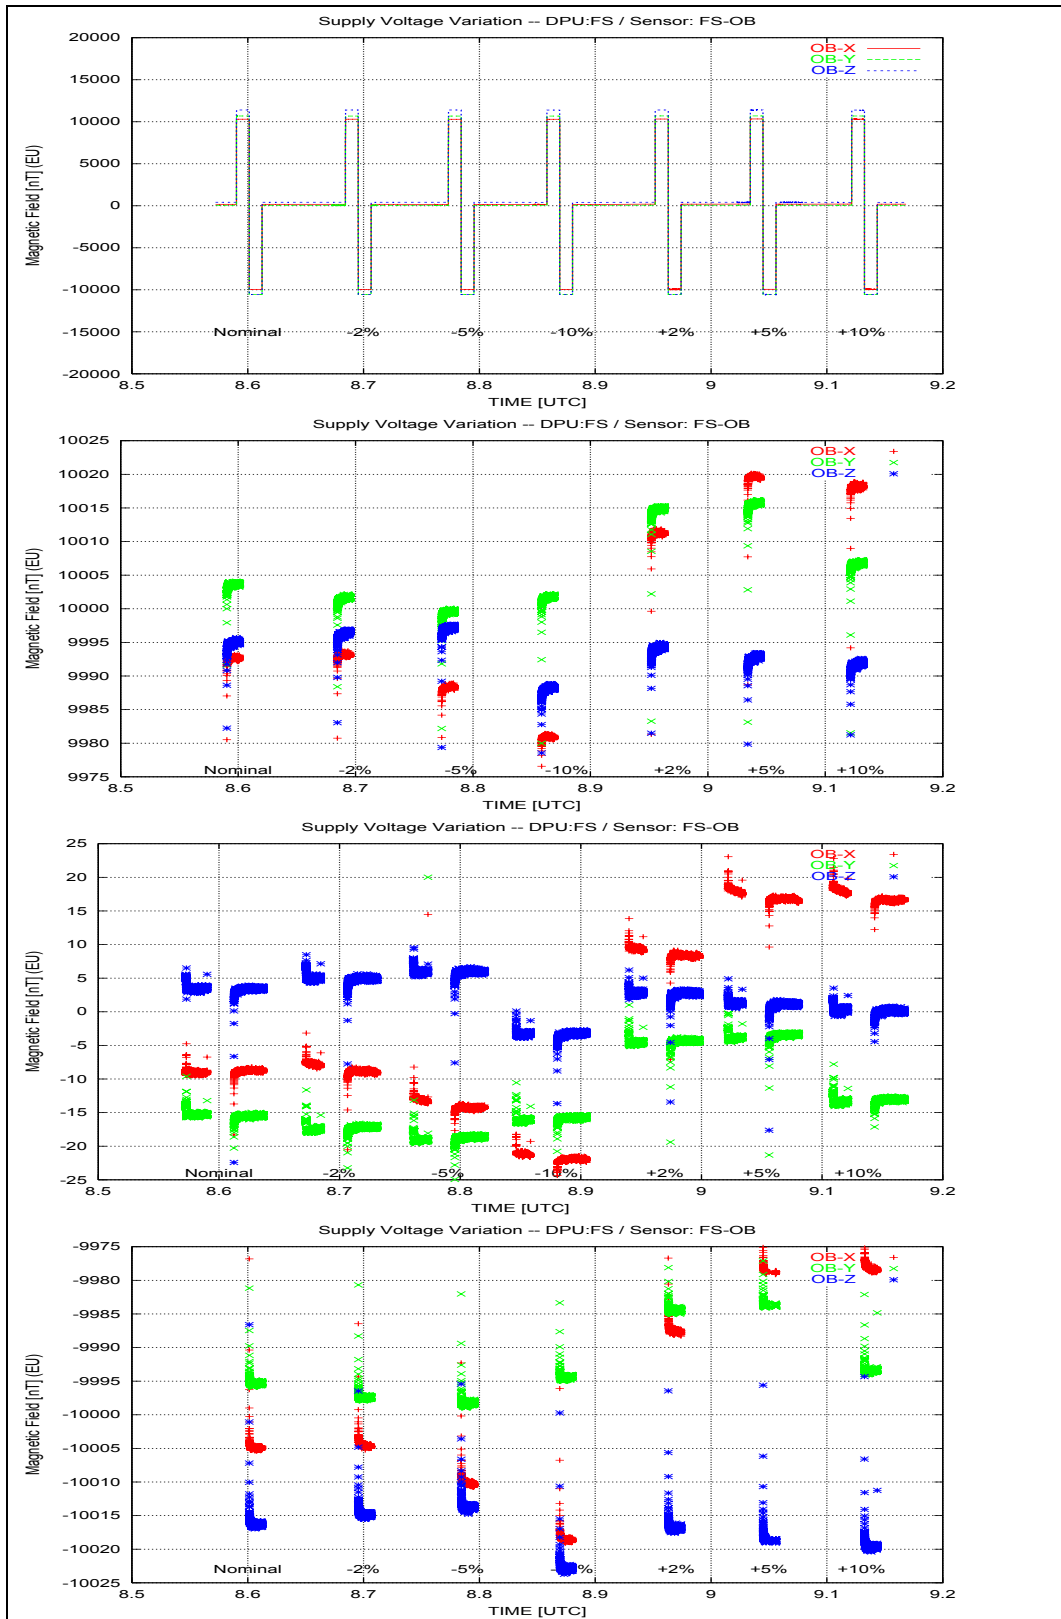 Supply Voltage Variation -- DPU:FS / Sensor: FS-OB
20000
15000
10000
5000
0
-5000
-10000
-15000
-20000
Magnetic Field [nT] (EU)
OB-X
OB-Y
OB-Z
Nominal -2% -5% -10% +2% +5% +10%
8.5 8.6 8.7 8.8 8.9 9 9.1 9.2
TIME [UTC]
Supply Voltage Variation -- DPU:FS / Sensor: FS-OB
10025
10020
10015
10010
10005
10000
9995
9990
9985
9980
9975
Magnetic Field [nT] (EU)
OB-X
OB-Y
OB-Z
Nominal -2% -5% -10% +2% +5% +10%
8.5 8.6 8.7 8.8 8.9 9 9.1 9.2
TIME [UTC]
Supply Voltage Variation -- DPU:FS / Sensor: FS-OB
25
20
15
10
5
0
-5
-10
-15
-20
-25
Magnetic Field [nT] (EU)
OB-X
OB-Y
OB-Z
Nominal -2% -5% -10% +2% +5% +10%
8.5 8.6 8.7 8.8 8.9 9 9.1 9.2
TIME [UTC]
Supply Voltage Variation -- DPU:FS / Sensor: FS-OB
-9975
-9980
-9985
-9990
-9995
-10000
-10005
-10010
-10015
-10020
-10025
Magnetic Field [nT] (EU)
OB-X
OB-Y
OB-Z
Nominal -2% -5% +2% +5% +10%
8.5 8.6 8.7 8.8 8.9 9 9.1 9.2
TIME [UTC]